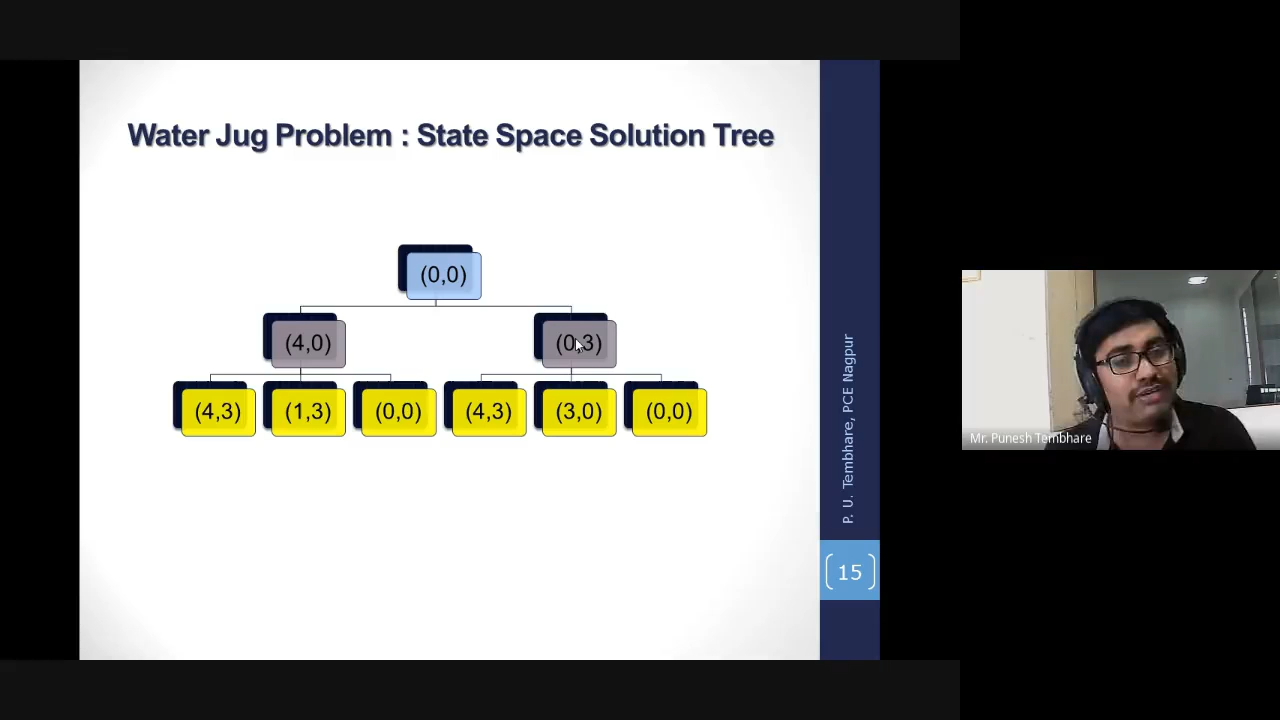 Water Jug Problem : State Space Solution Tree
(0,0)
(4,0) (0,3)
(4,3) (1,3) (0,0) (4,3) (3,0) (0,0)
P. U. Tembhare, PCE Nagpur
15
Mr. Punesh Tembhare